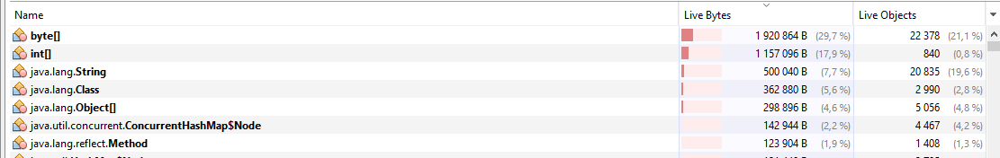 Name Live Bytes Live Objects
byte[] 1 920 864 B (29,7 %) 22 378 (21,1 %)
int[] 1 157 096 B (17,9 %) 840 (0,8 %)
java.lang.String 500 040 B (7,7 %) 20 835 (19,6 %)
java.lang.Class 362 880 B (5,6 %) 2 990 (2,8 %)
java.lang.Object[] 298 896 B (4,6 %) 5 056 (4,8 %)
java.util.concurrent.ConcurrentHashMap$Node 142 944 B (2,2 %) 4 467 (4,2 %)
java.lang.reflect.Method 123 904 B (1,9 %) 1 408 (1,3 %)